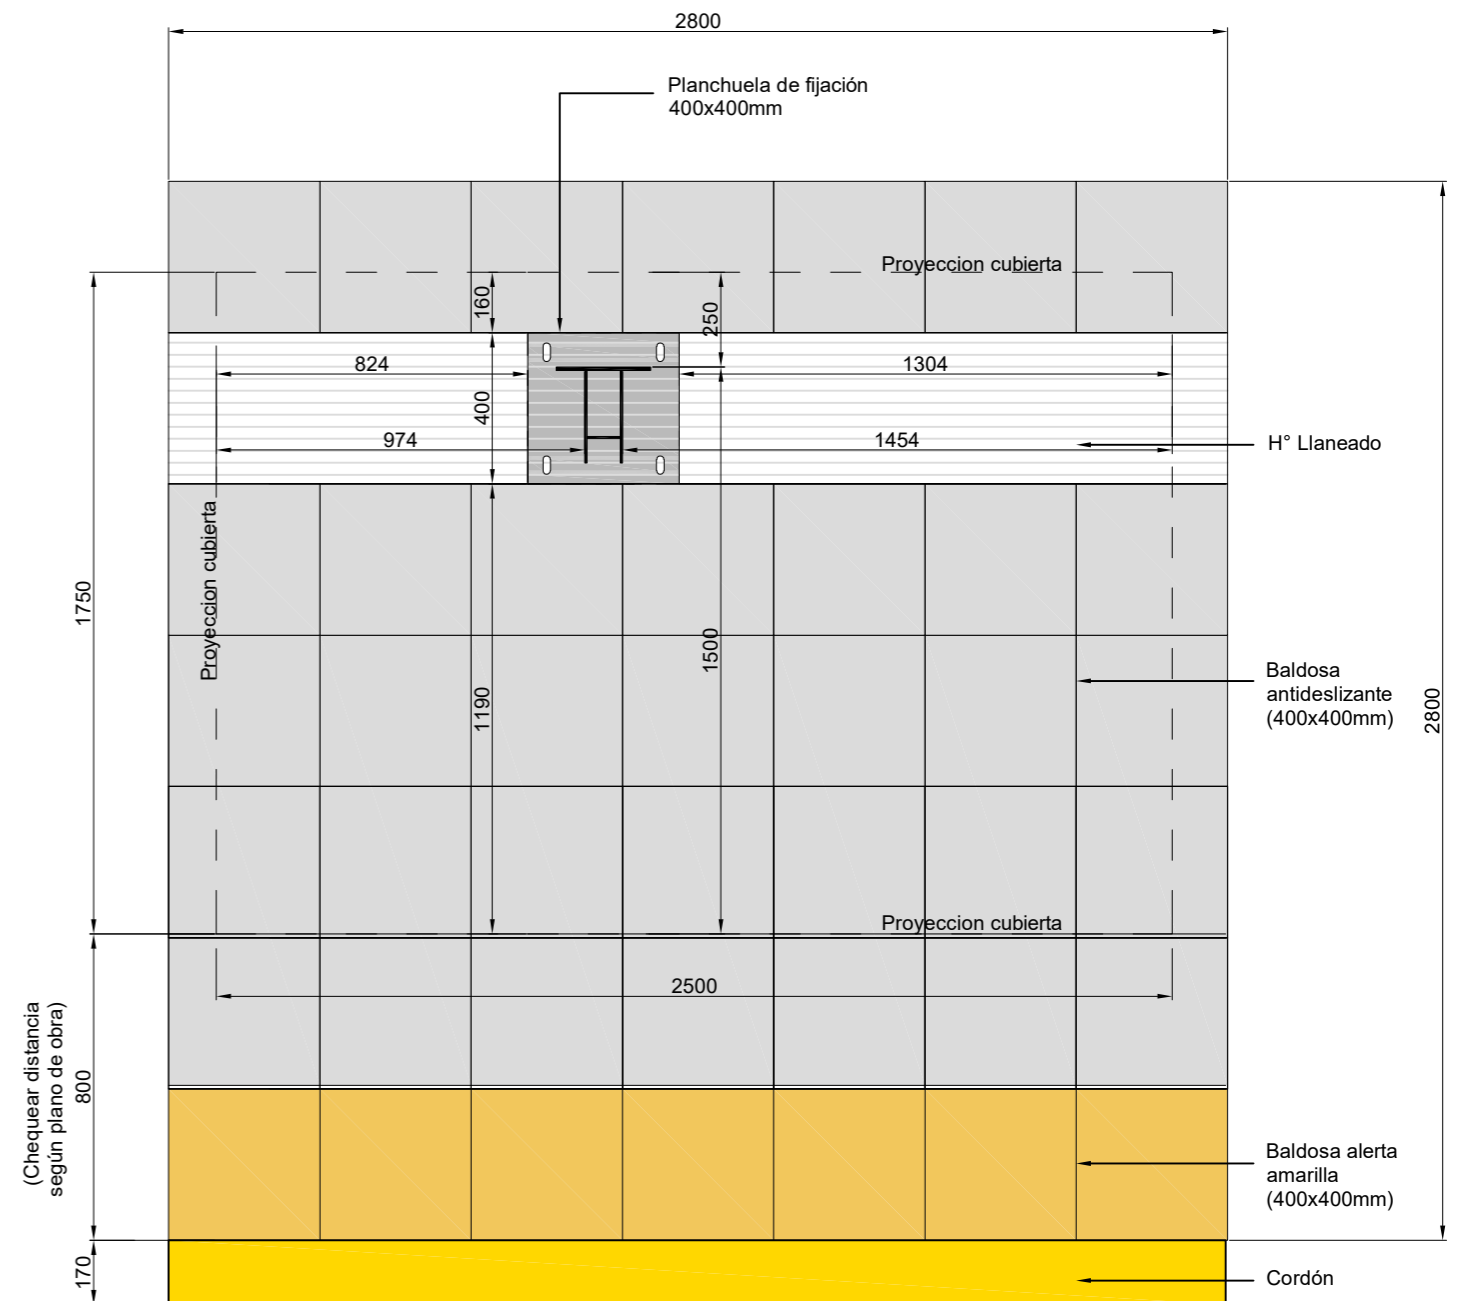 2800
Planchuela de fijación
400x400mm
Proyeccion cubierta
160
250
824
1304
400
974
1454
H° Llaneado
Proyeccion cubierta
1750
1500
1190
Baldosa
antideslizante
(400x400mm)
2800
Proyeccion cubierta
2500
(Chequear distancia
según plano de obra)
800
Baldosa alerta
amarilla
(400x400mm)
170
Cordón